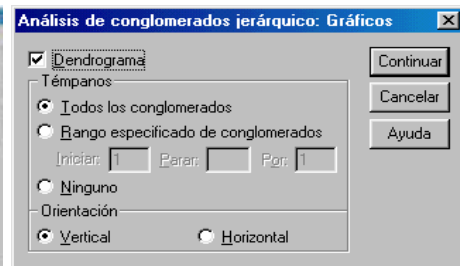 Análisis de conglomerados jerárquico: Gráficos
Dendrograma
Continuar
Témpanos
Todos los conglomerados
Cancelar
Rango especificado de conglomerados
Ayuda
Iniciar: 1 Parar: Por: 1
Ninguno
Orientación
Vertical Horizontal